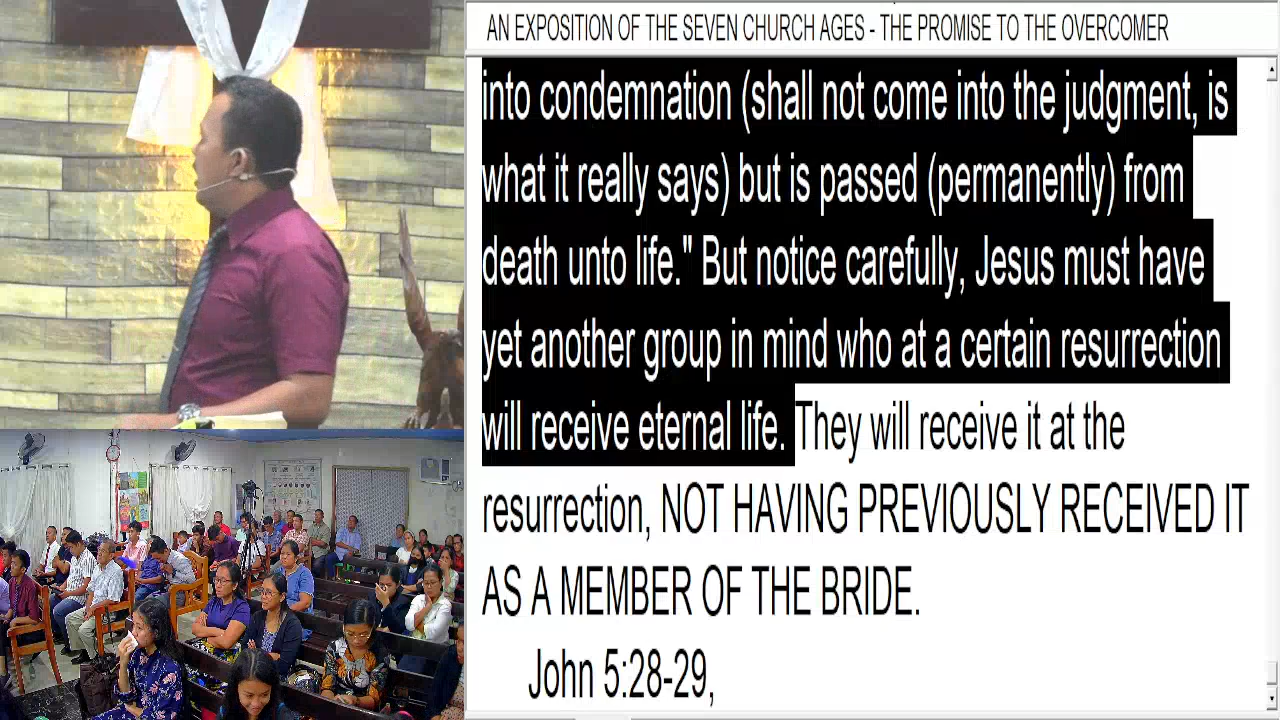 AN EXPOSITION OF THE SEVEN CHURCH AGES - THE PROMISE TO THE OVERCOMER
into condemnation (shall not come into the judgment, is
what it really says) but is passed (permanently) from
death unto life." But notice carefully, Jesus must have
yet another group in mind who at a certain resurrection
will receive eternal life. They will receive it at the
resurrection, NOT HAVING PREVIOUSLY RECEIVED IT
AS A MEMBER OF THE BRIDE.
John 5:28-29,